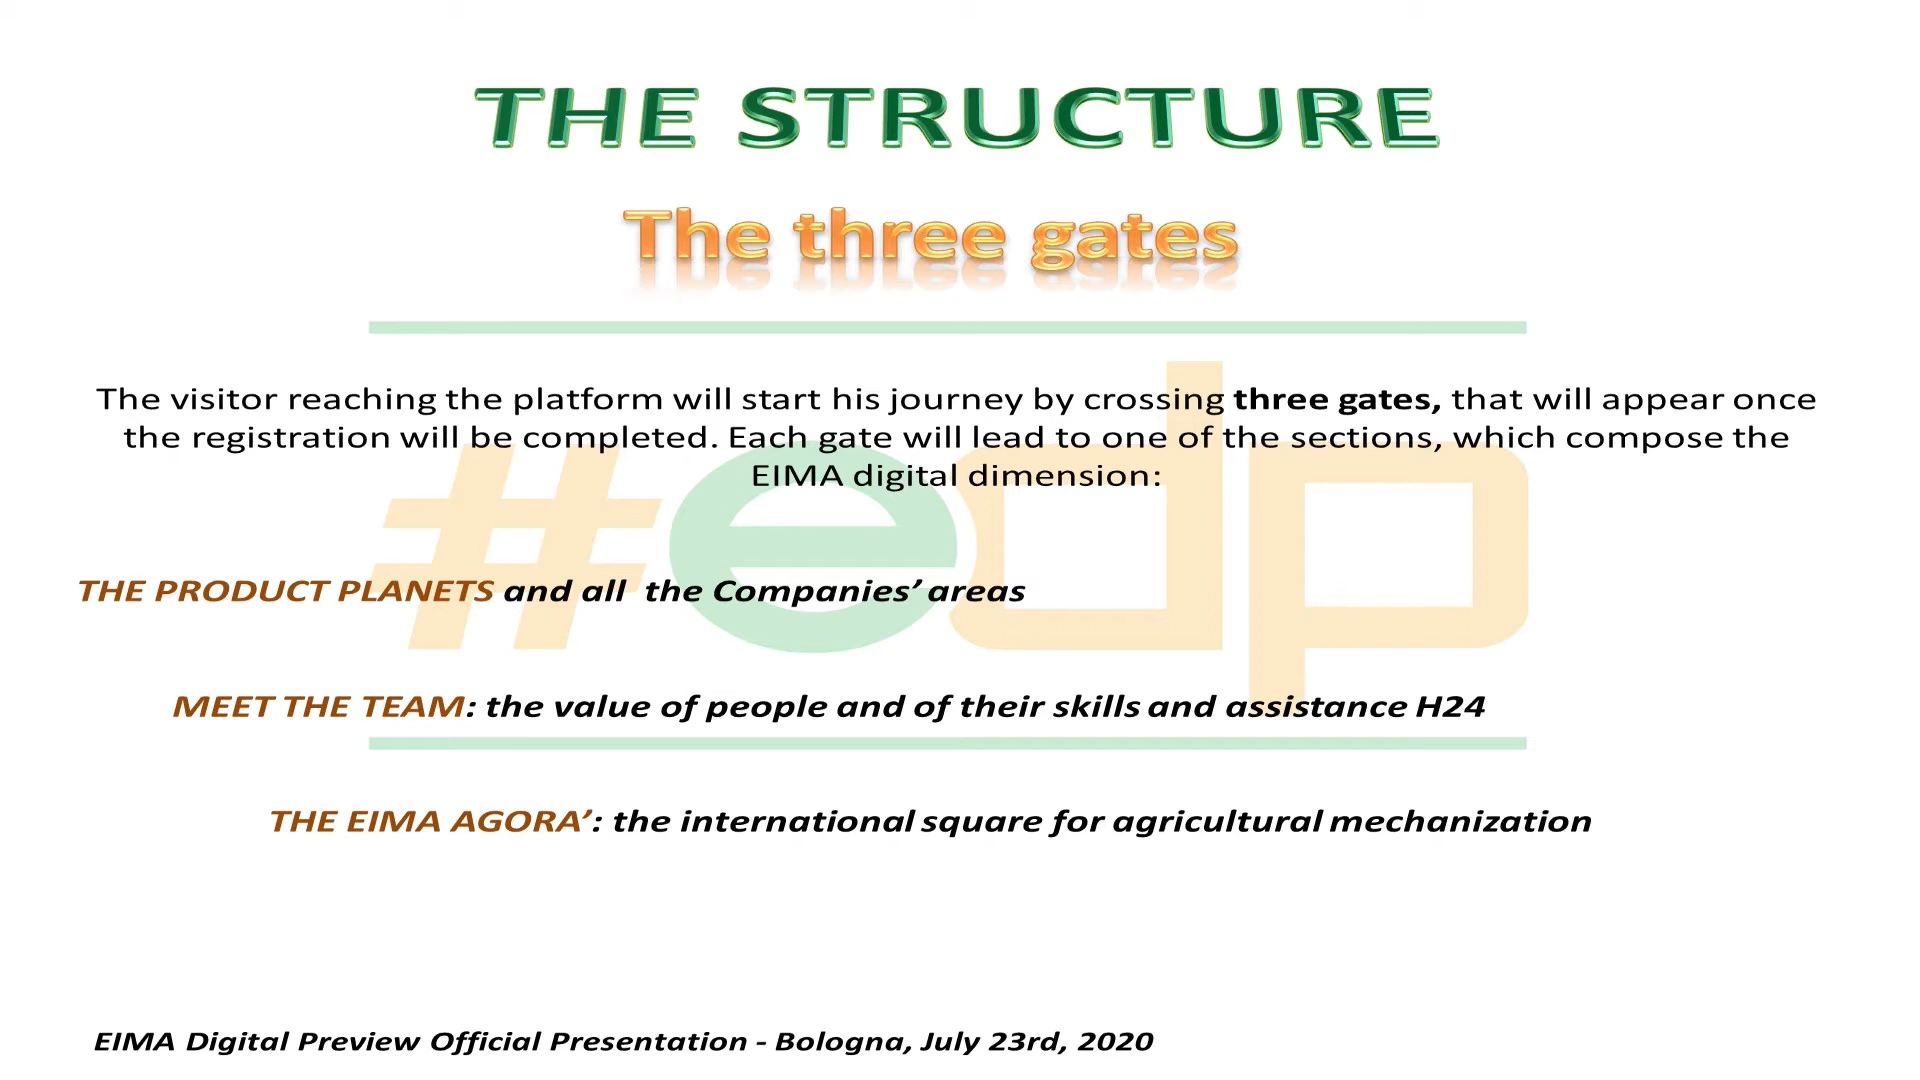 THE STRUCTURE
The three gates
The visitor reaching the platform will start his journey by crossing three gates, that will appear once
the registration will be completed. Each gate will lead to one of the sections, which compose the
EIMA digital dimension:
#edp
THE PRODUCT PLANETS and all the Companies’ areas
MEET THE TEAM: the value of people and of their skills and assistance H24
THE EIMA AGORA’: the international square for agricultural mechanization
EIMA Digital Preview Official Presentation - Bologna, July 23rd, 2020